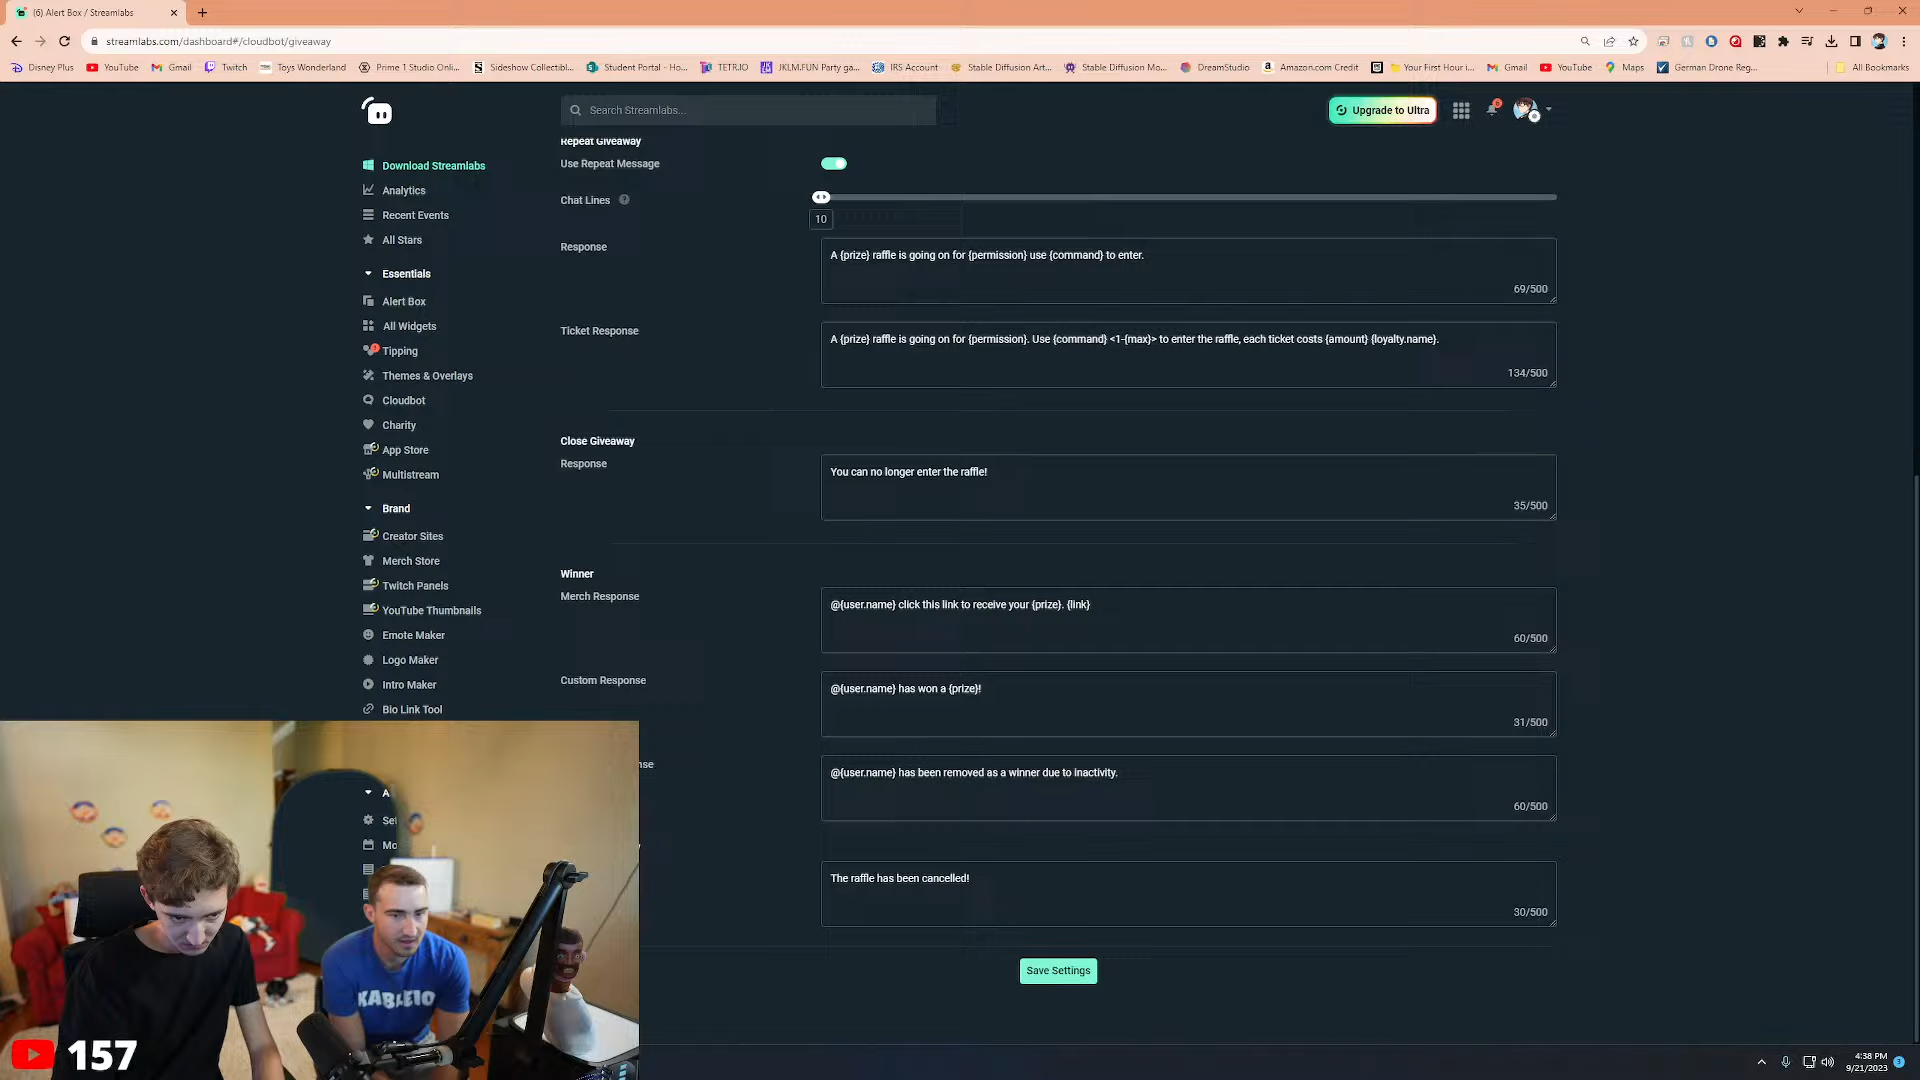 (6) Alert Box / Streamlabs
streamlabs.com/dashboard#/cloudbot/giveaway
Disney Plus
YouTube
Gmail
Twitch
Toys Wonderland
Prime 1 Studio Onli...
Sideshow Collectibl...
Student Portal - Ho...
TETR.IO
JKLM.FUN Party ga...
IRS Account
Stable Diffusion Art...
Stable Diffusion Mo...
DreamStudio
Amazon.com Credit
Your First Hour i...
Gmail
YouTube
Maps
German Drone Reg...
All Bookmarks
Search Streamlabs...
Upgrade to Ultra
6
Download Streamlabs
Analytics
Recent Events
All Stars
Essentials
Alert Box
All Widgets
Tipping
Themes & Overlays
Cloudbot
Charity
App Store
Multistream
Brand
Creator Sites
Merch Store
Twitch Panels
YouTube Thumbnails
Emote Maker
Logo Maker
Intro Maker
Bio Link Tool
A
Set
Mo
Repeat Giveaway
Use Repeat Message
Chat Lines
10
Response
A {prize} raffle is going on for {permission} use {command} to enter.
69/500
Ticket Response
A {prize} raffle is going on for {permission}. Use {command} <1-{max}> to enter the raffle, each ticket costs {amount} {loyalty.name}.
134/500
Close Giveaway
Response
You can no longer enter the raffle!
35/500
Winner
Merch Response
@{user.name} click this link to receive your {prize}. {link}
60/500
Custom Response
@{user.name} has won a {prize}!
31/500
nse
@{user.name} has been removed as a winner due to inactivity.
60/500
The raffle has been cancelled!
30/500
Save Settings
KABLEIO
157
4:38 PM
9/21/2023
3